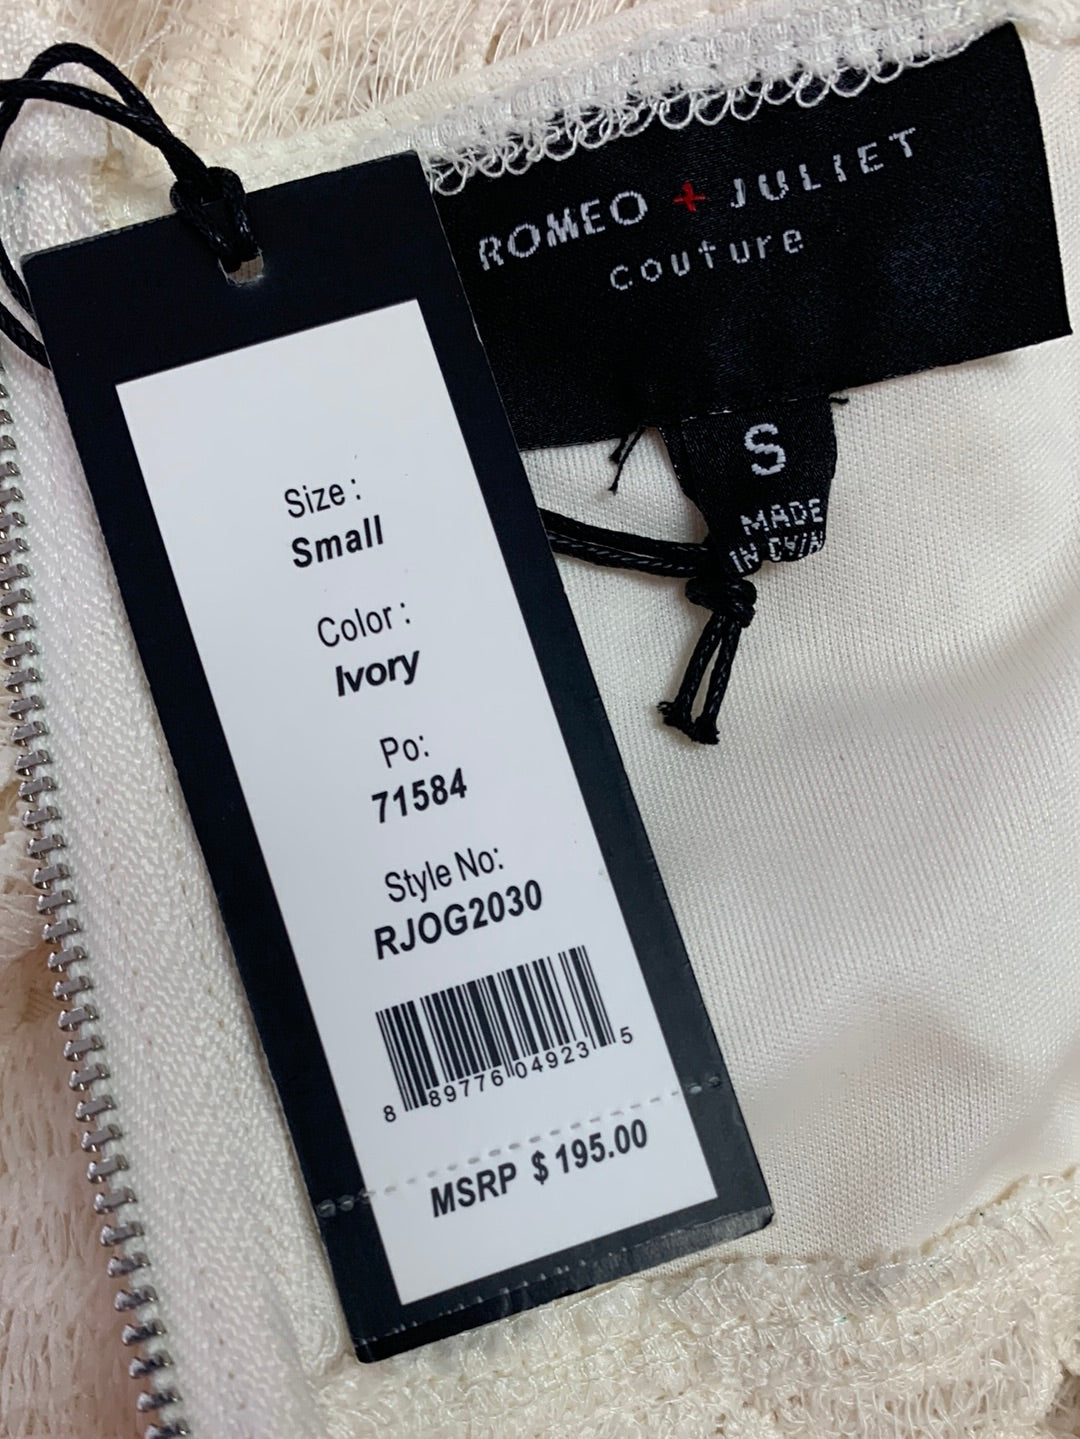 ROMEO + JULIET
couture
S
MADE
IN CHINA
Size :
Small
Color :
Ivory
Po:
71584
Style No:
RJOG2030
8 89776 04923 5
MSRP $195.00